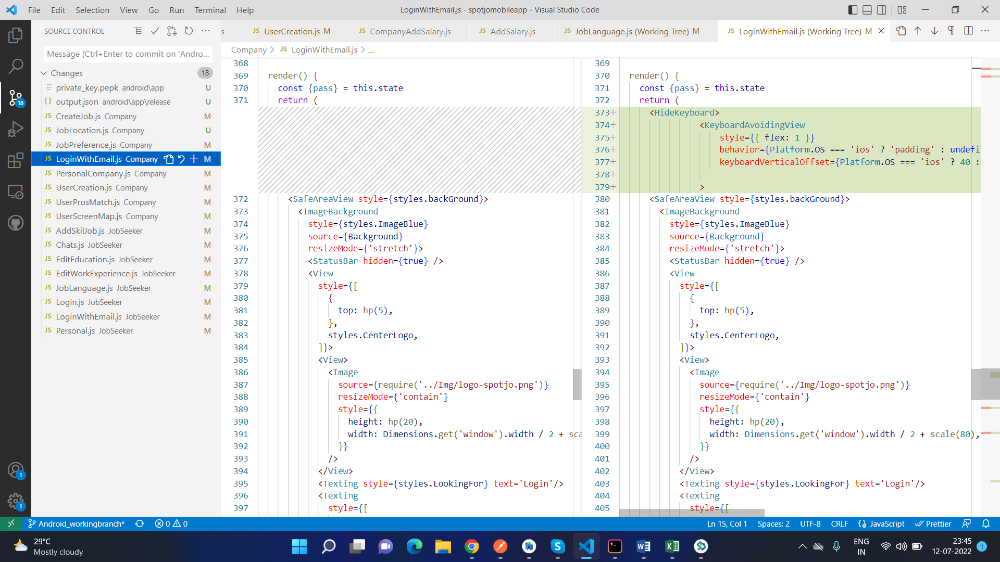 File Edit Selection View Go Run Terminal Help
LoginWithEmail.js - spotjomobileapp - Visual Studio Code
SOURCE CONTROL
Message (Ctrl+Enter to commit on 'Andro...
Changes 18
private_key.pepk android\app U
output.json android\app\release U
CreateJob.js Company M
JobLocation.js Company U
JobPreference.js Company M
LoginWithEmail.js Company M
PersonalCompany.js Company M
UserCreation.js Company M
UserProsMatch.js Company M
UserScreenMap.js Company M
AddSkilJob.js JobSeeker M
Chats.js JobSeeker M
EditEducation.js JobSeeker M
EditWorkExperience.js JobSeeker M
JobLanguage.js JobSeeker M
Login.js JobSeeker M
LoginWithEmail.js JobSeeker M
Personal.js JobSeeker M
18
1
1
s JS UserCreation.js M JS CompanyAddSalary.js JS AddSalary.js JS JobLanguage.js (Working Tree) M JS LoginWithEmail.js (Working Tree) M
Company > JS LoginWithEmail.js > ...
368
369 render() {
370 const {pass} = this.state
371 return (
372 <SafeAreaView style={styles.backGround}>
373 <ImageBackground
374 style={styles.ImageBlue}
375 source={Background}
376 resizeMode={'stretch'}>
377 <StatusBar hidden={true} />
378 <View
379 style={[
380 {
381 top: hp(5),
382 },
383 styles.CenterLogo,
384 ]}>
385 <View>
386 <Image
387 source={require('../Img/logo-spotjo.png')}
388 resizeMode={'contain'}
389 style={{
390 height: hp(20),
391 width: Dimensions.get('window').width / 2 + sca
392 }}
393 />
394 </View>
395 <Texting style={styles.LookingFor} text='Login'/>
396 <Texting
397 style={[
369
370 render() {
371 const {pass} = this.state
372 return (
373+ <HideKeyboard>
374+ <KeyboardAvoidingView
375+ style={{ flex: 1 }}
376+ behavior={Platform.OS === 'ios' ? 'padding' : undefi
377+ keyboardVerticalOffset={Platform.OS === 'ios' ? 40 :
378+
379+ >
380 <SafeAreaView style={styles.backGround}>
381 <ImageBackground
382 style={styles.ImageBlue}
383 source={Background}
384 resizeMode={'stretch'}>
385 <StatusBar hidden={true} />
386 <View
387 style={[
388 {
389 top: hp(5),
390 },
391 styles.CenterLogo,
392 ]}>
393 <View>
394 <Image
395 source={require('../Img/logo-spotjo.png')}
396 resizeMode={'contain'}
397 style={{
398 height: hp(20),
399 width: Dimensions.get('window').width / 2 + scale(80),
400 }}
401 />
402 </View>
403 <Texting style={styles.LookingFor} text='Login'/>
404 <Texting
405 style={[
Android_workingbranch* 0 0 Ln 15, Col 1 Spaces: 2 UTF-8 CRLF JavaScript Prettier
29°C
Mostly cloudy
ENG
IN
23:45
12-07-2022
1